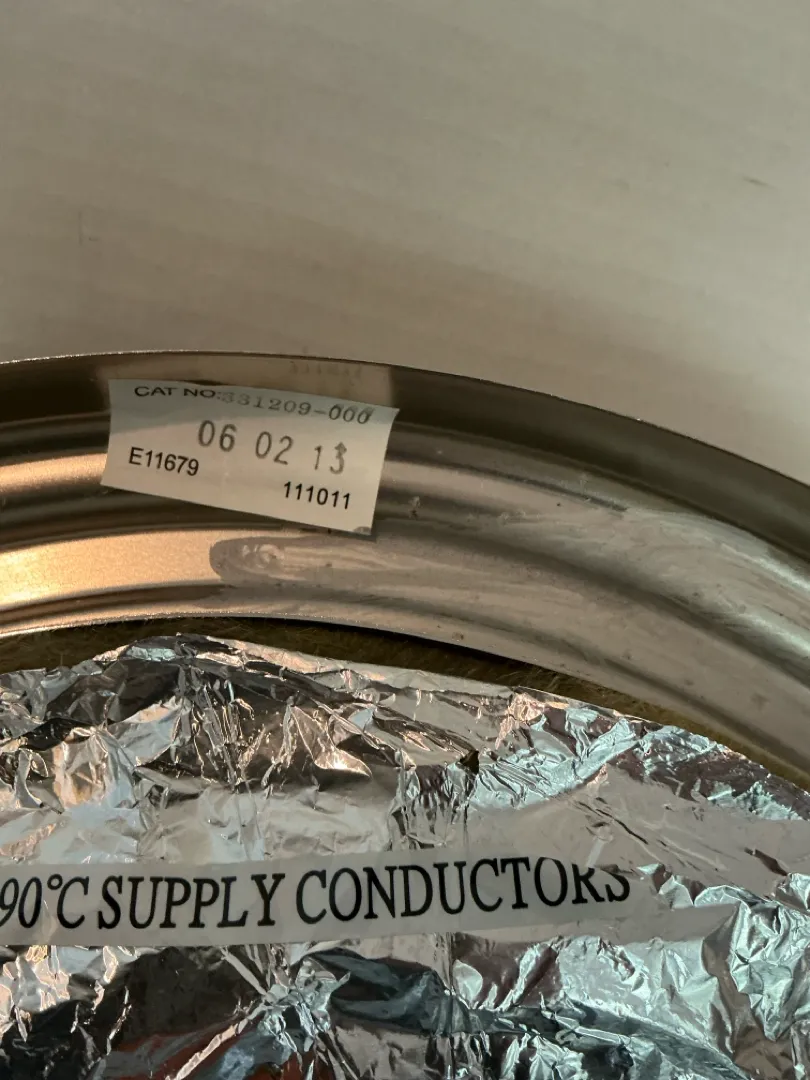 CAT NO:331209-000
06 02 13
E11679
111011
90°C SUPPLY CONDUCTORS